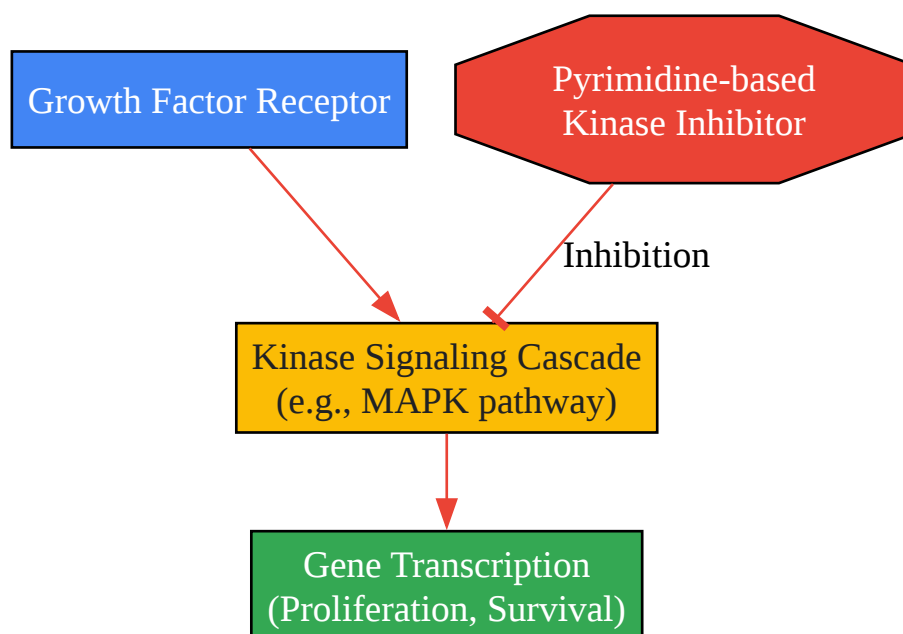 Growth Factor Receptor
Pyrimidine-based
Kinase Inhibitor
Inhibition
Kinase Signaling Cascade
(e.g., MAPK pathway)
Gene Transcription
(Proliferation, Survival)